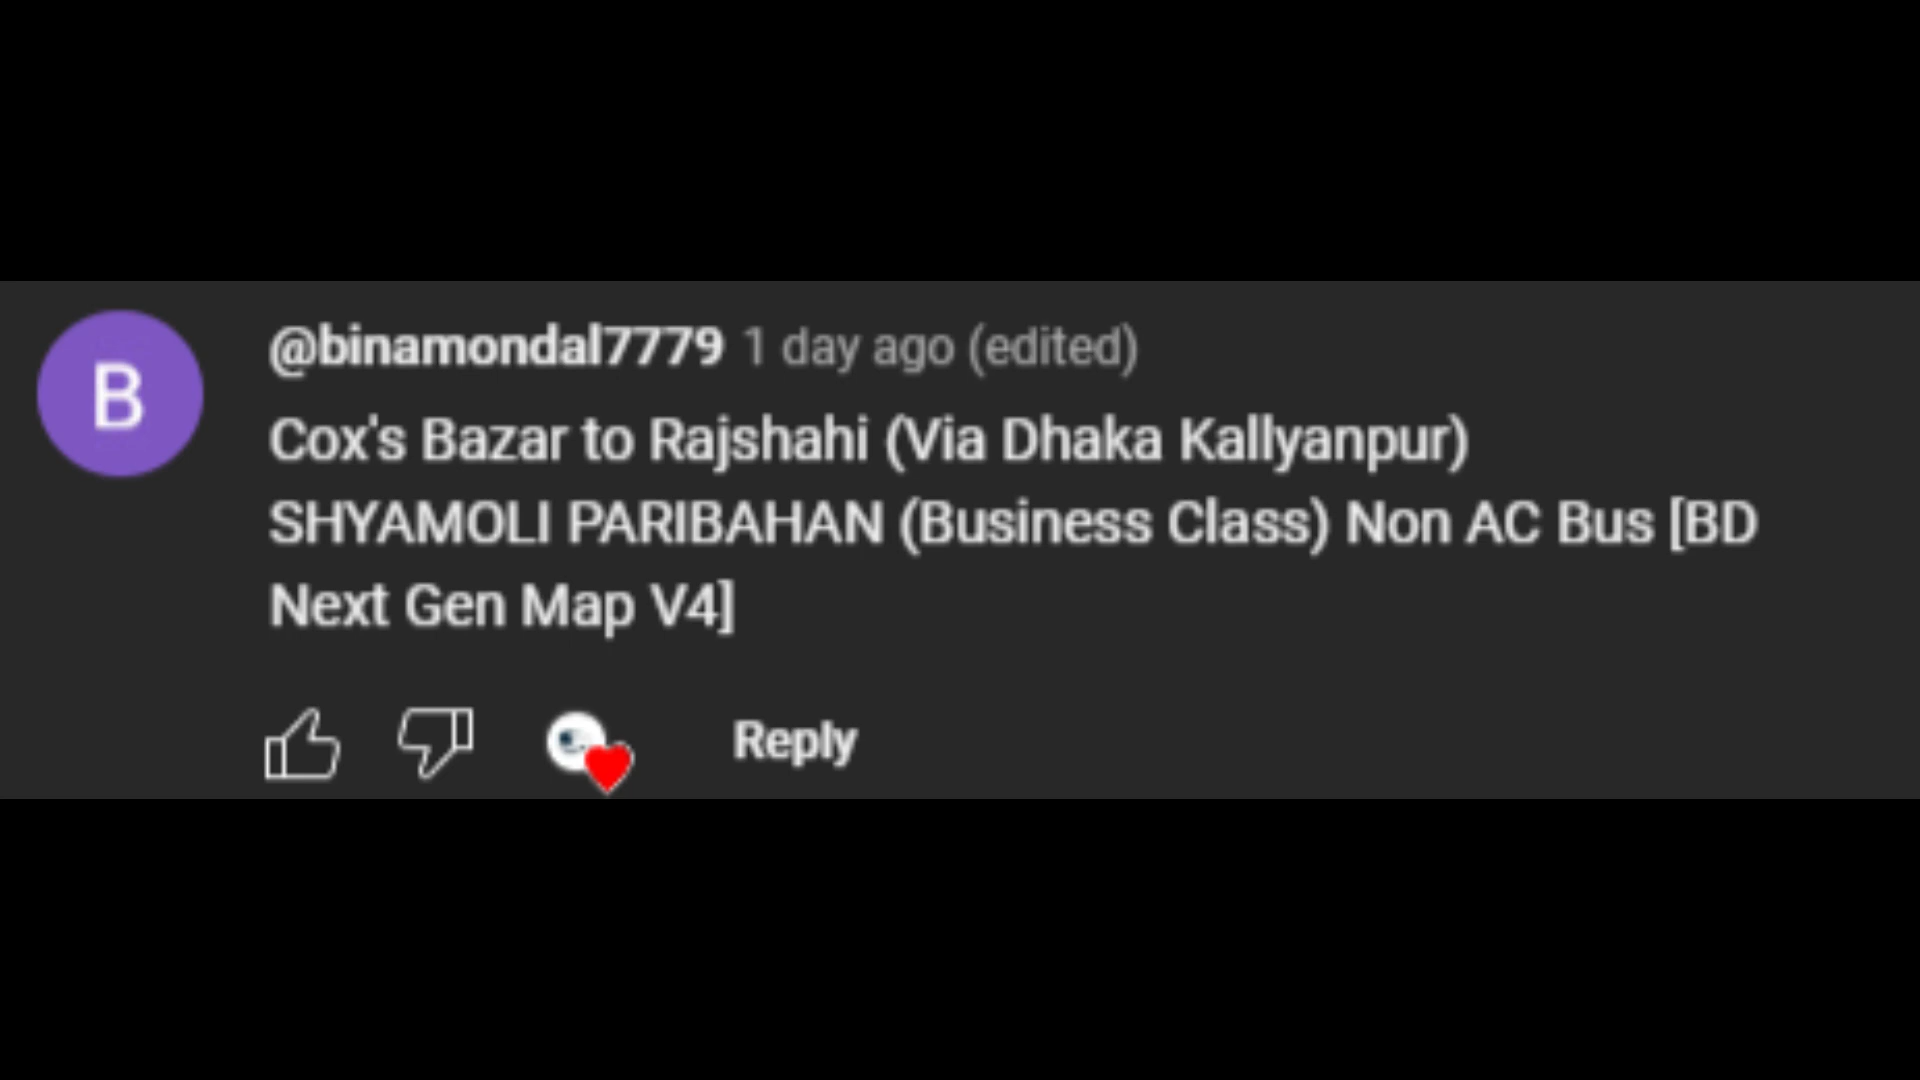 B
@binamondal7779 1 day ago (edited)
Cox's Bazar to Rajshahi (Via Dhaka Kallyanpur)
SHYAMOLI PARIBAHAN (Business Class) Non AC Bus [BD
Next Gen Map V4]
Reply